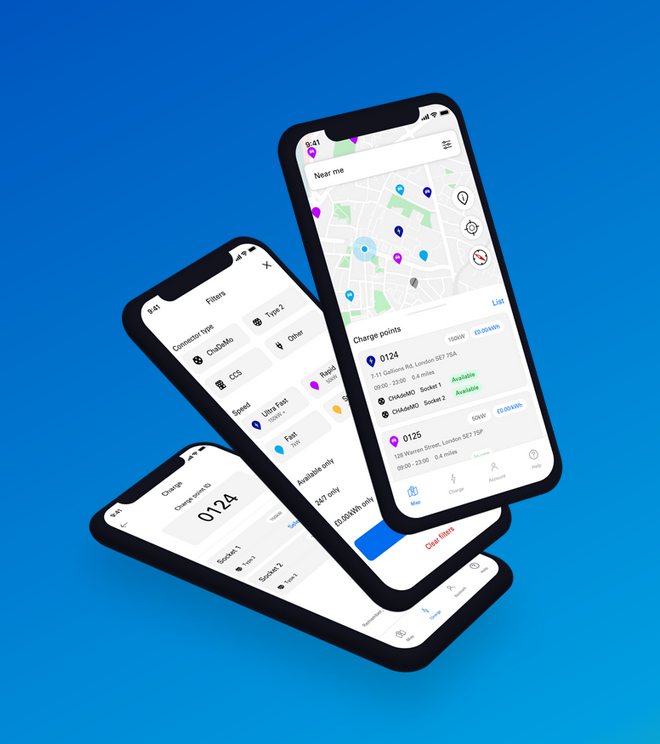 9:41
Near me
List
Charge points
0124
150kW
£0.00/kWh
7-11 Galliona Rd, London SE7 7SA
09:00 - 23:00 0.4 miles
CHAdeMO Socket 1 Available
CHAdeMO Socket 2 Available
0125
50kW
£0.00/kWh
128 Warren Street, London SE7 7SP
09:00 - 23:00 0.4 miles
Map
Charge
Account
Help
9:41
Filters
Connector type
ChaDeMo
Type 2
CCS
Other
Speed
Ultra Fast
150kW +
Rapid
50kW
Fast
7kW
Available only
24/7 only
£0.00/kWh only
Clear filters
9:41
Charge
Charge point ID
0124
Socket 1
Type 2
Socket 2
Type 2
Map
Charge
Account
Help